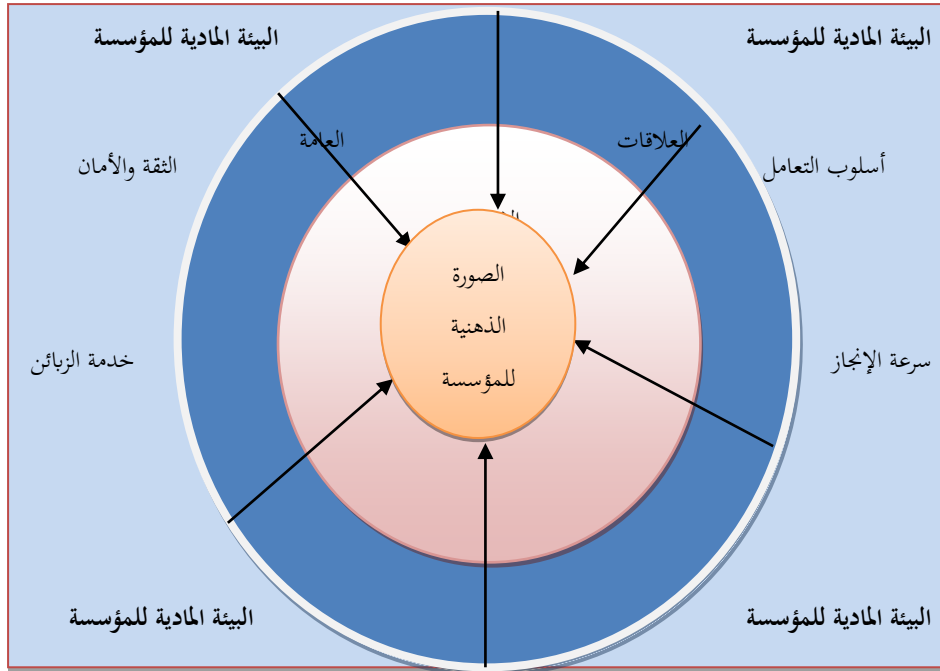 البيئة المادية للمؤسسة
البيئة المادية للمؤسسة
العلاقات
العامة
أسلوب التعامل
الثقة والأمان
الصورة
الذهنية
للمؤسسة
سرعة الإنجاز
خدمة الزبائن
البيئة المادية للمؤسسة
البيئة المادية للمؤسسة